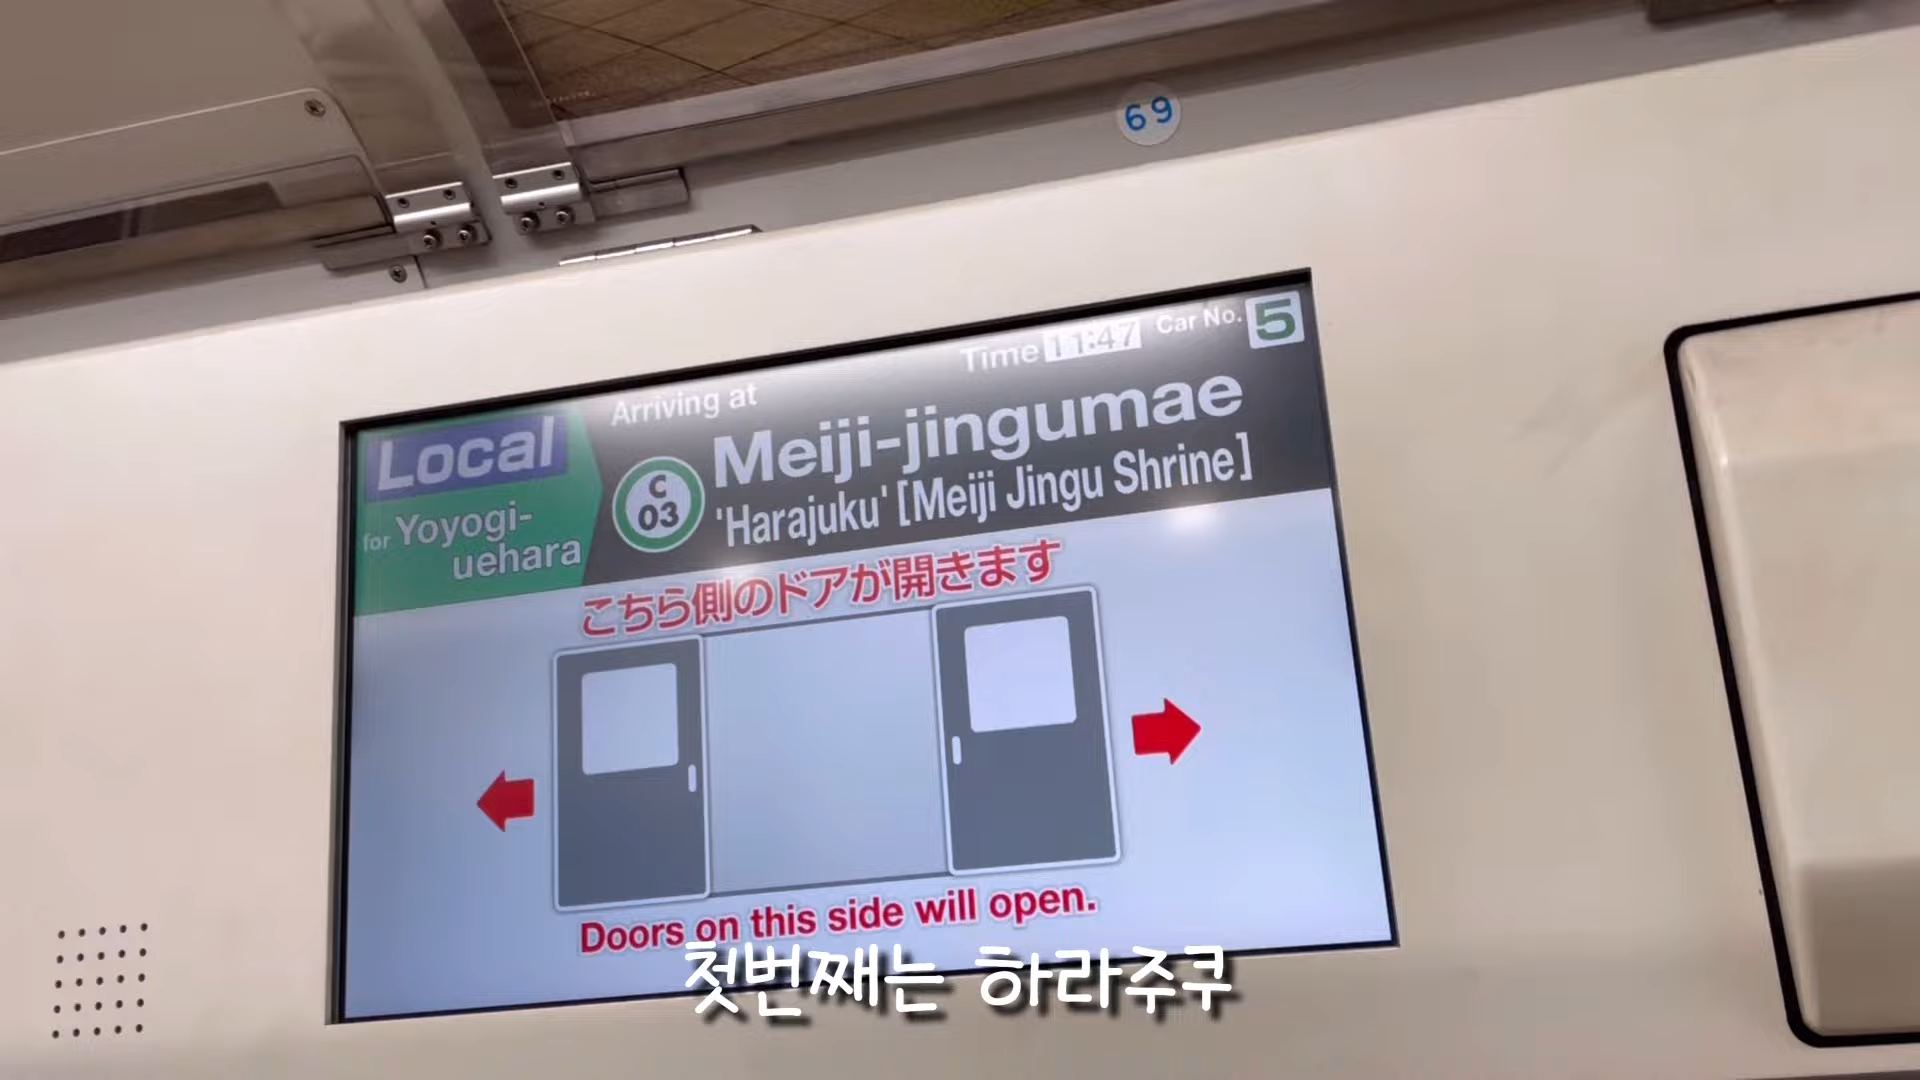 69
Time 11:47 Car No. 5
Arriving at
Local
for Yoyogi-
uehara
C
03
Meiji-jingumae
'Harajuku' [Meiji Jingu Shrine]
こちら側のドアが開きます
Doors on this side will open.
첫번째는 하라주쿠